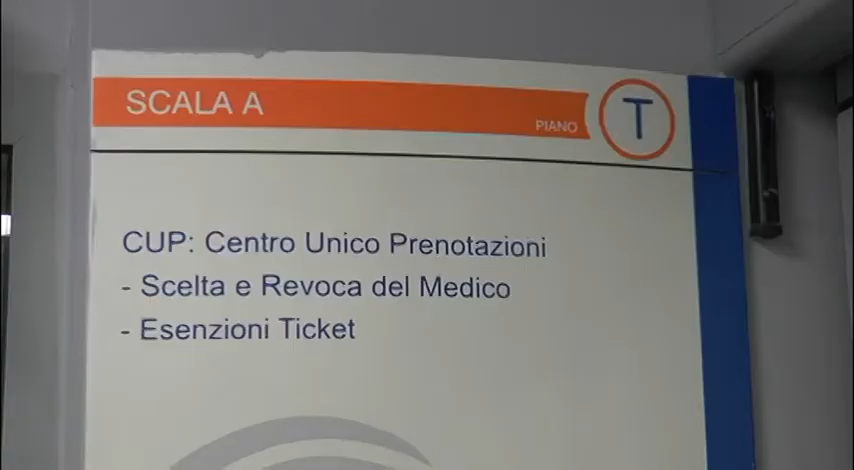 SCALA A
PIANO T
CUP: Centro Unico Prenotazioni
- Scelta e Revoca del Medico
- Esenzioni Ticket